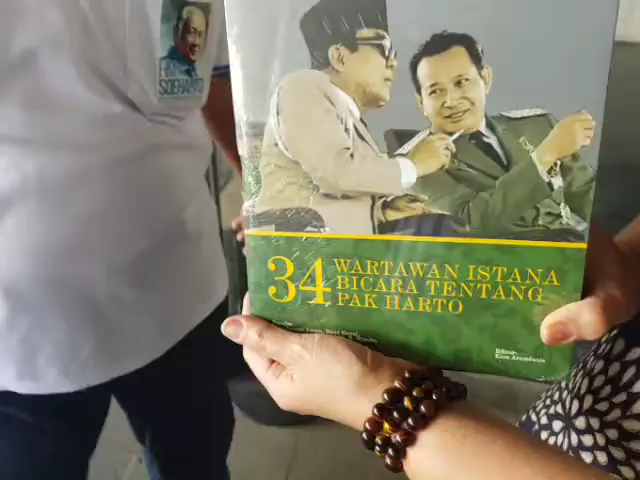 SOEHARTO
34 WARTAWAN ISTANA
BICARA TENTANG
PAK HARTO
Editor: